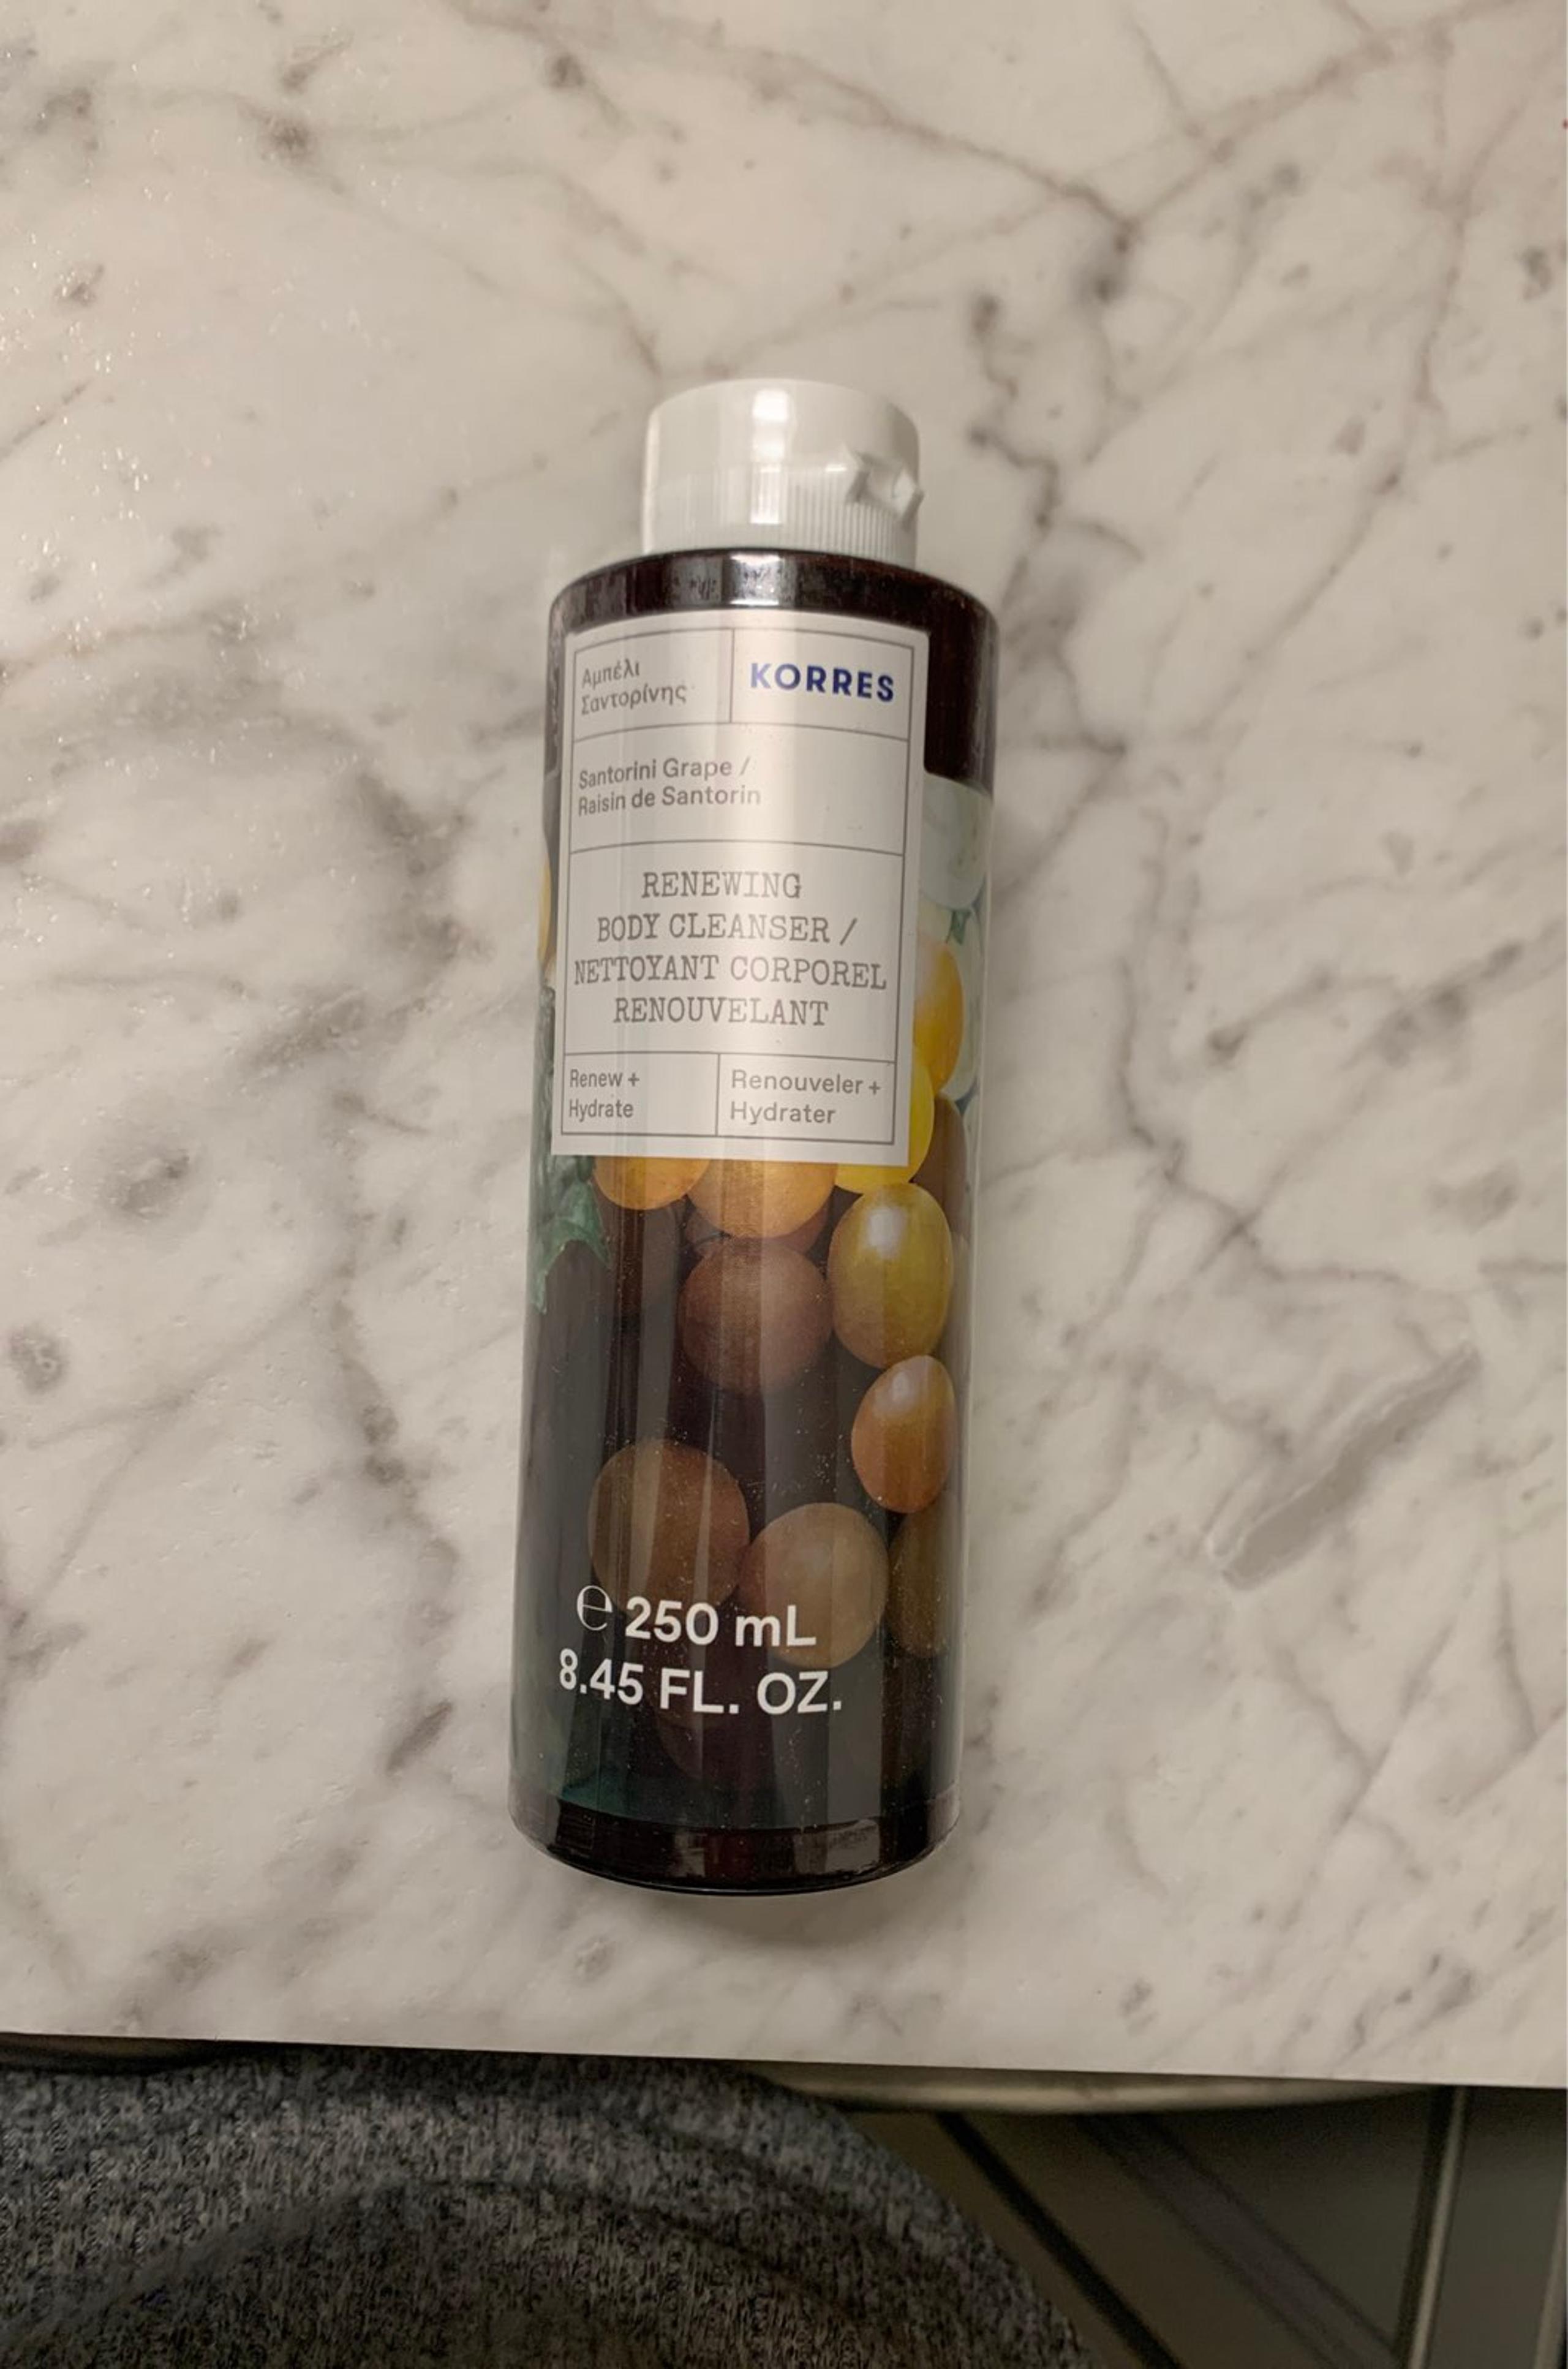 Αμπέλι
Σαντορίνης
KORRES
Santorini Grape /
Raisin de Santorin
RENEWING
BODY CLEANSER /
NETTOYANT CORPOREL
RENOUVELANT
Renew +
Hydrate
Renouveler +
Hydrater
℮ 250 mL
8.45 FL. OZ.